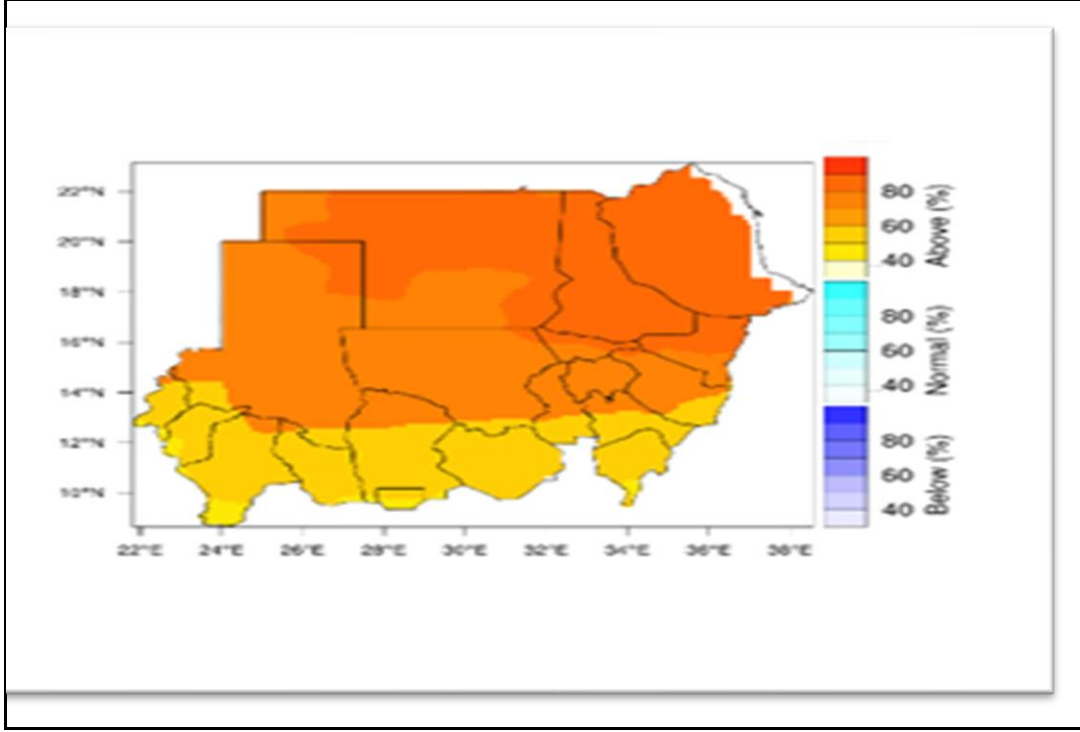 22°N
20°N
18°N
16°N
14°N
12°N
10°N
22°E
24°E
26°E
28°E
30°E
32°E
34°E
36°E
38°E
80
60
40
Above (%)
80
60
40
Normal (%)
80
60
40
Below (%)